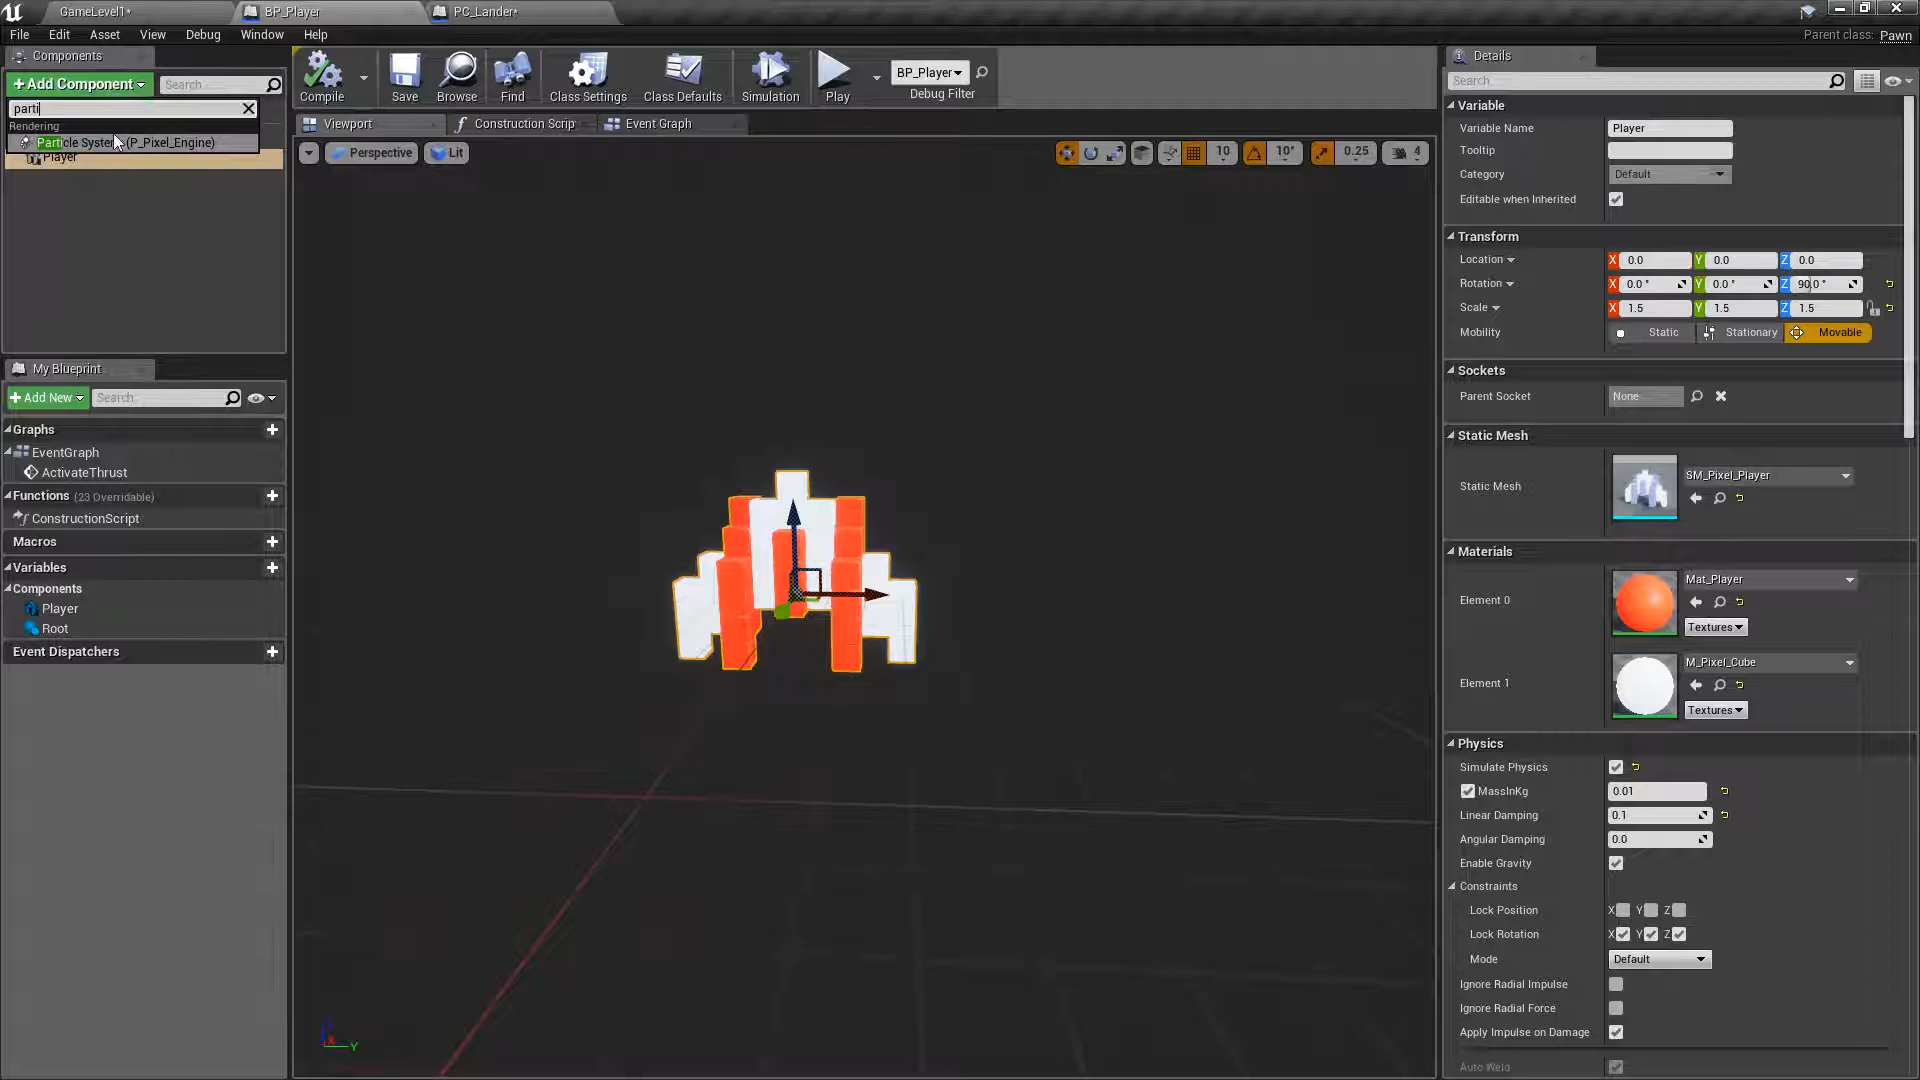 GameLevel1*
BP_Player
PC_Lander*
File Edit Asset View Debug Window Help
Parent class: Pawn
Components
+Add Component
Search
parti
Rendering
Particle System (P_Pixel_Engine)
Player
My Blueprint
+Add New
Search
Graphs
EventGraph
ActivateThrust
Functions (23 Overridable)
ConstructionScript
Macros
Variables
Components
Player
Root
Event Dispatchers
Compile
Save
Browse
Find
Class Settings
Class Defaults
Simulation
Play
BP_Player
Debug Filter
Viewport
Construction Scrip
Event Graph
Perspective
Lit
10
10°
0.25
4
X
Y
Details
Search
Variable
Variable Name Player
Tooltip
Category Default
Editable when Inherited
Transform
Location X 0.0 Y 0.0 Z 0.0
Rotation X 0.0 ° Y 0.0 ° Z 90.0 °
Scale X 1.5 Y 1.5 Z 1.5
Mobility Static Stationary Movable
Sockets
Parent Socket None
Static Mesh
Static Mesh SM_Pixel_Player
Materials
Element 0 Mat_Player
Textures
Element 1 M_Pixel_Cube
Textures
Physics
Simulate Physics
MassInKg 0.01
Linear Damping 0.1
Angular Damping 0.0
Enable Gravity
Constraints
Lock Position X Y Z
Lock Rotation X Y Z
Mode Default
Ignore Radial Impulse
Ignore Radial Force
Apply Impulse on Damage
Auto Weld